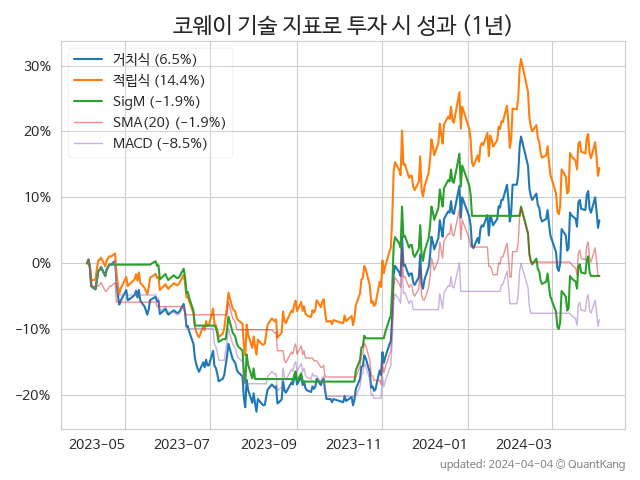 코웨이 기술 지표로 투자 시 성과 (1년)
거치식 (6.5%)
적립식 (14.4%)
SigM (−1.9%)
SMA(20) (−1.9%)
MACD (−8.5%)
30%
20%
10%
0%
−10%
−20%
2023-05 2023-07 2023-09 2023-11 2024-01 2024-03
updated: 2024-04-04 © QuantKang